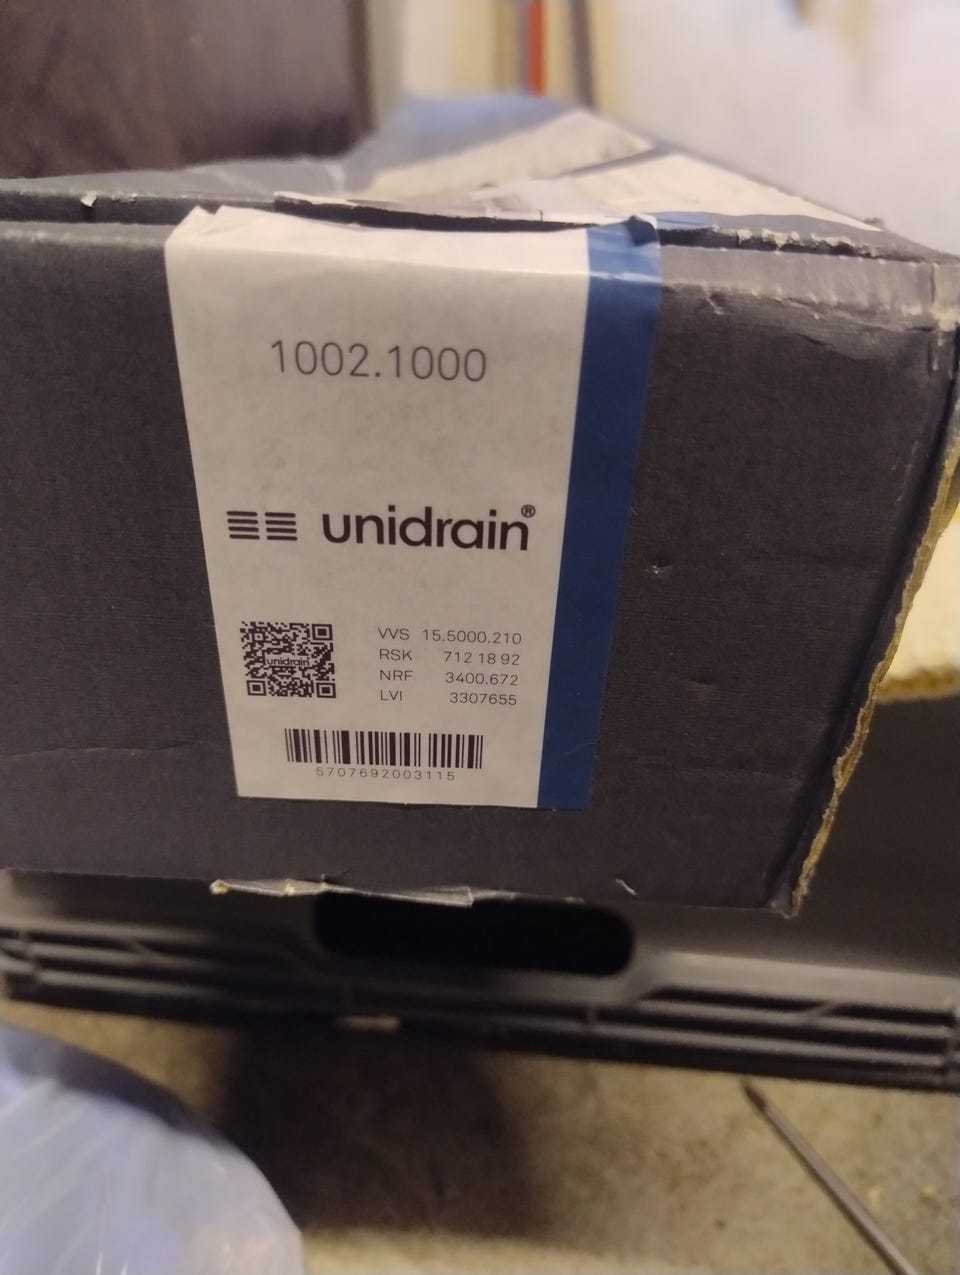 1002.1000
unidrain®
unidrain
VVS 15.5000.210
RSK 712 18 92
NRF 3400.672
LVI 3307655
5707692003115